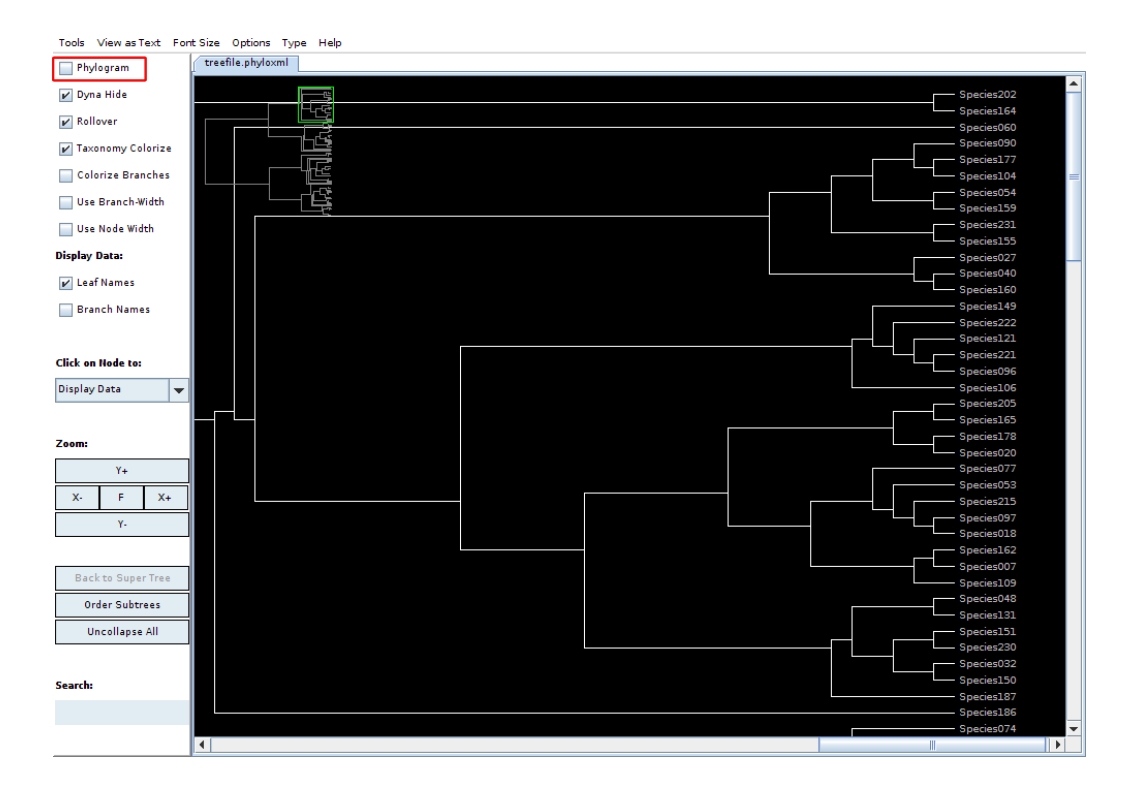 Tools View as Text Font Size Options Type Help
Phylogram
treefile.phyloxml
Dyna Hide
Rollover
Taxonomy Colorize
Colorize Branches
Use Branch-Width
Use Node Width
Display Data:
Leaf Names
Branch Names
Click on Node to:
Display Data
Zoom:
Y+
X- F X+
Y-
Back to Super Tree
Order Subtrees
Uncollapse All
Search:
Species202
Species164
Species060
Species090
Species177
Species104
Species054
Species159
Species231
Species155
Species027
Species040
Species160
Species149
Species222
Species121
Species221
Species096
Species106
Species205
Species165
Species178
Species020
Species077
Species053
Species215
Species097
Species018
Species162
Species007
Species109
Species048
Species131
Species151
Species230
Species032
Species150
Species187
Species186
Species074